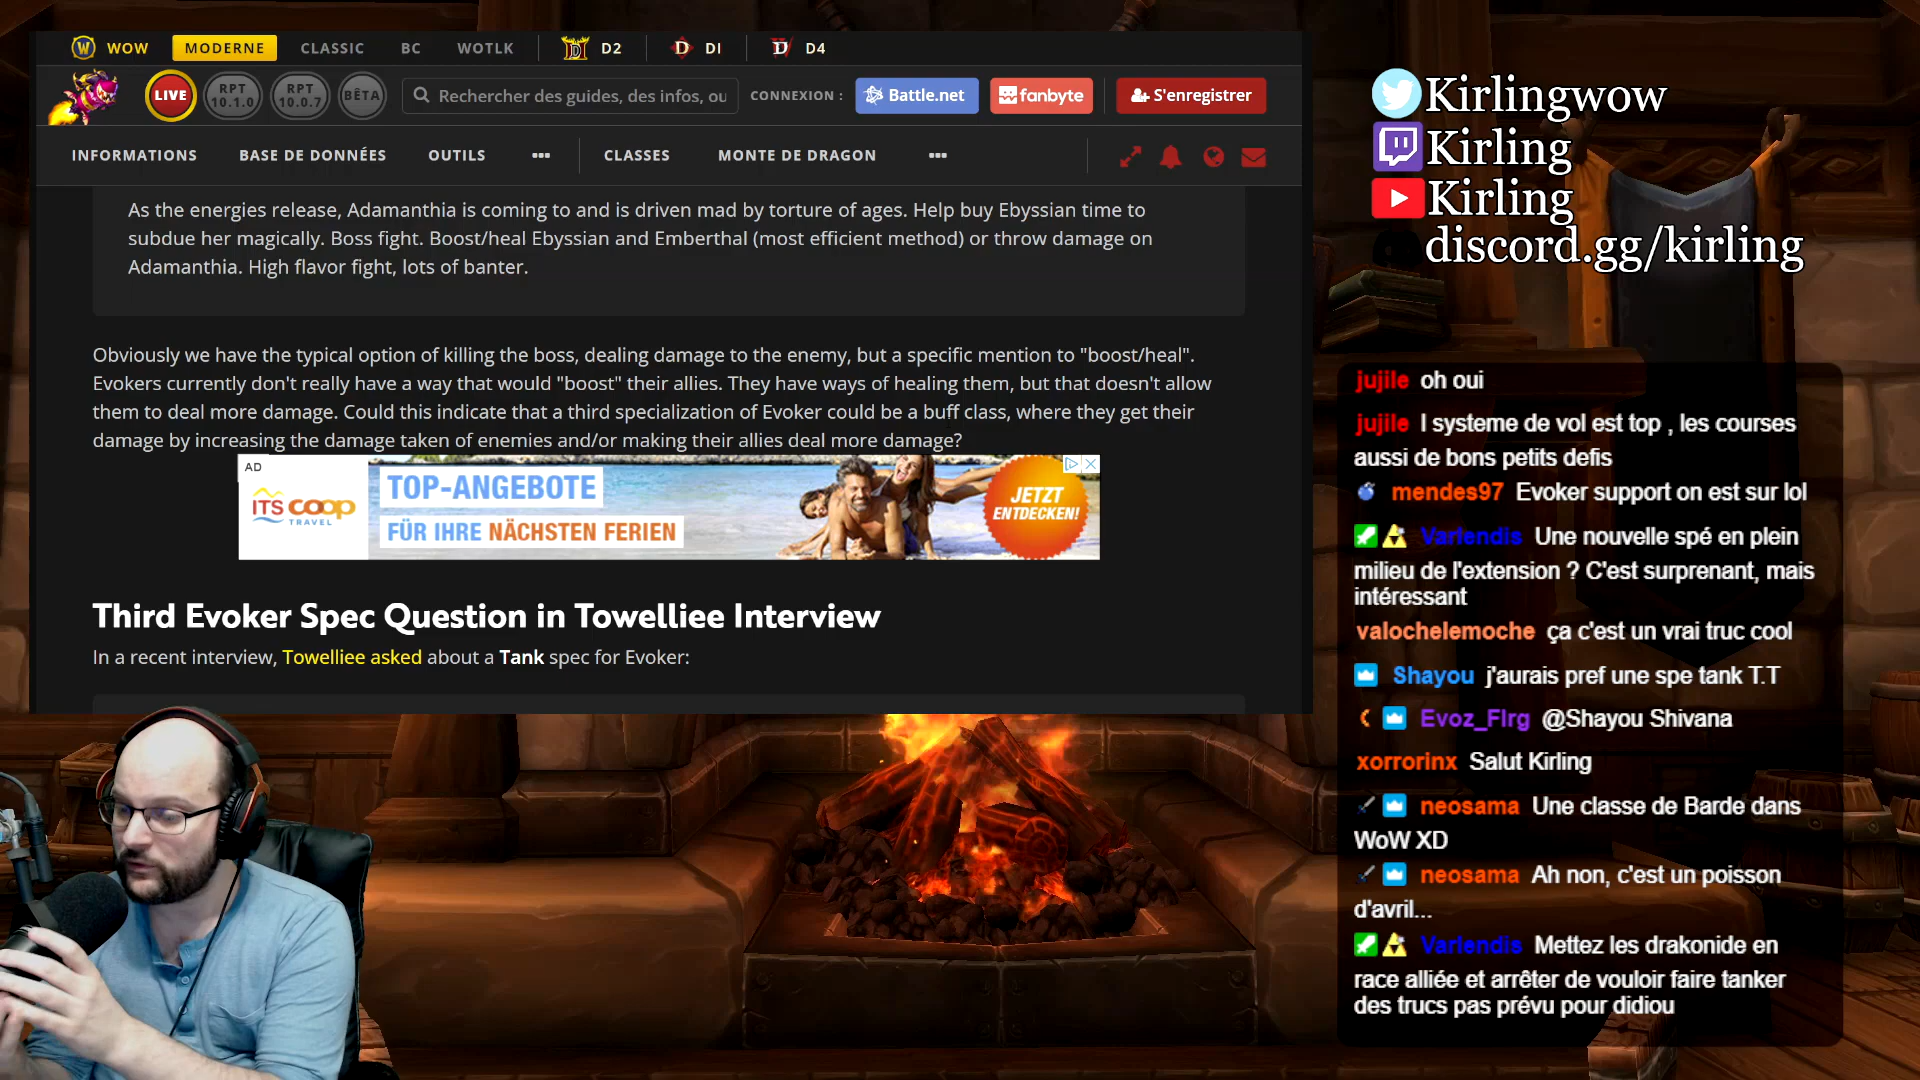 WOW MODERNE CLASSIC BC WOTLK D2 DI D4
LIVE RPT 10.1.0 RPT 10.0.7 BÊTA Rechercher des guides, des infos, ou CONNEXION : Battle.net fanbyte S'enregistrer
INFORMATIONS BASE DE DONNÉES OUTILS ••• CLASSES MONTE DE DRAGON •••
As the energies release, Adamanthia is coming to and is driven mad by torture of ages. Help buy Ebyssian time to
subdue her magically. Boss fight. Boost/heal Ebyssian and Emberthal (most efficient method) or throw damage on
Adamanthia. High flavor fight, lots of banter.
Obviously we have the typical option of killing the boss, dealing damage to the enemy, but a specific mention to "boost/heal".
Evokers currently don't really have a way that would "boost" their allies. They have ways of healing them, but that doesn't allow
them to deal more damage. Could this indicate that a third specialization of Evoker could be a buff class, where they get their
damage by increasing the damage taken of enemies and/or making their allies deal more damage?
AD
ITS COOP
TRAVEL
TOP-ANGEBOTE
FÜR IHRE NÄCHSTEN FERIEN
JETZT
ENTDECKEN!
Third Evoker Spec Question in Towelliee Interview
In a recent interview, Towelliee asked about a Tank spec for Evoker:
Kirlingwow
Kirling
Kirling
discord.gg/kirling
jujile oh oui
jujile l systeme de vol est top , les courses
aussi de bons petits defis
mendes97 Evoker support on est sur lol
Varlendis Une nouvelle spé en plein
milieu de l'extension ? C'est surprenant, mais
intéressant
valochelemoche ça c'est un vrai truc cool
Shayou j'aurais pref une spe tank T.T
Evoz_Flrg @Shayou Shivana
xorrorinx Salut Kirling
neosama Une classe de Barde dans
WoW XD
neosama Ah non, c'est un poisson
d'avril...
Varlendis Mettez les drakonide en
race alliée et arrêter de vouloir faire tanker
des trucs pas prévu pour didiou